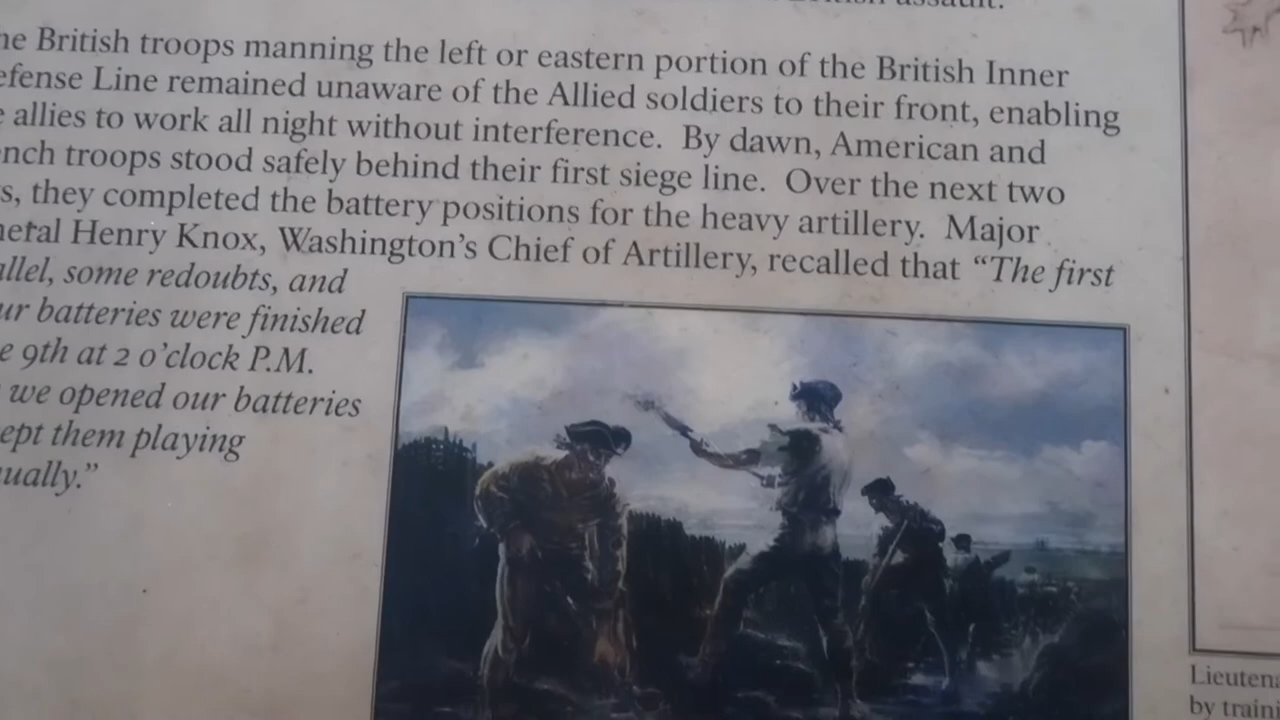 assault.
he British troops manning the left or eastern portion of the British Inner
efense Line remained unaware of the Allied soldiers to their front, enabling
e allies to work all night without interference. By dawn, American and
ench troops stood safely behind their first siege line. Over the next two
s, they completed the battery positions for the heavy artillery. Major
neral Henry Knox, Washington's Chief of Artillery, recalled that “The first
allel, some redoubts, and
ur batteries were finished
e 9th at 2 o'clock P.M.
we opened our batteries
ept them playing
ually.”
Lieutena
by traini